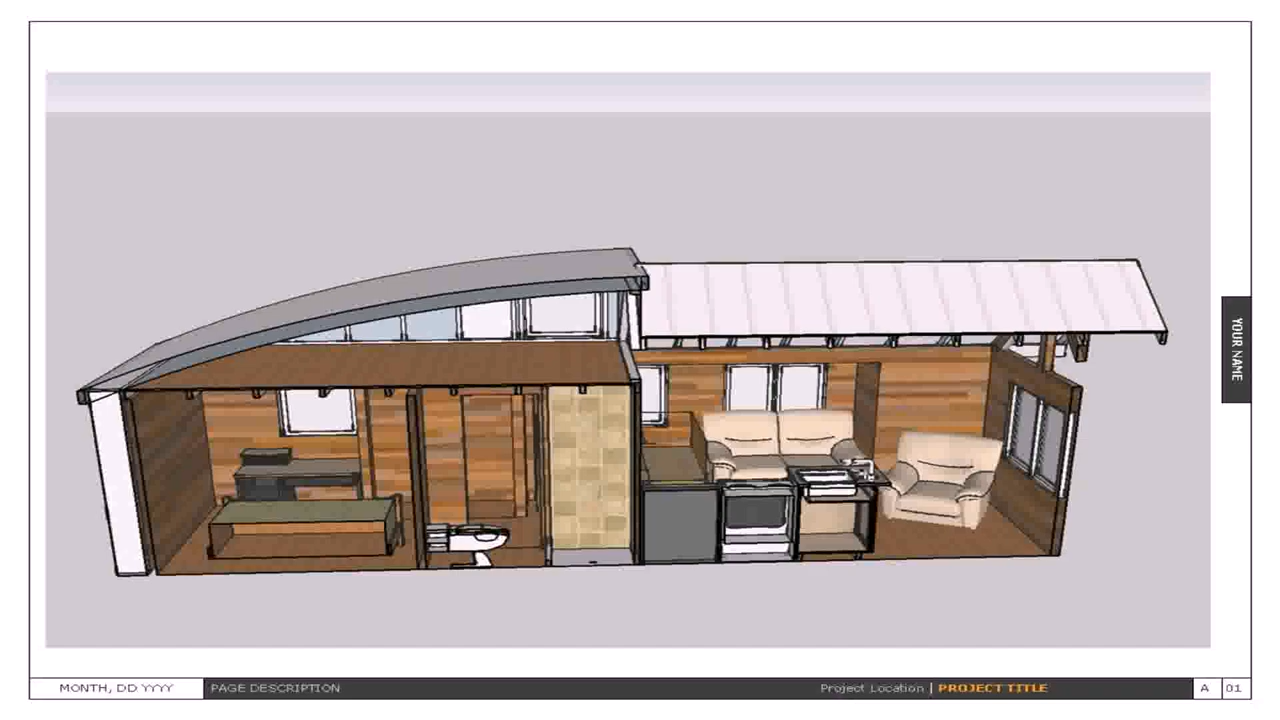 YOUR NAME
MONTH, DD YYYY
PAGE DESCRIPTION
Project Location | PROJECT TITLE
A
01